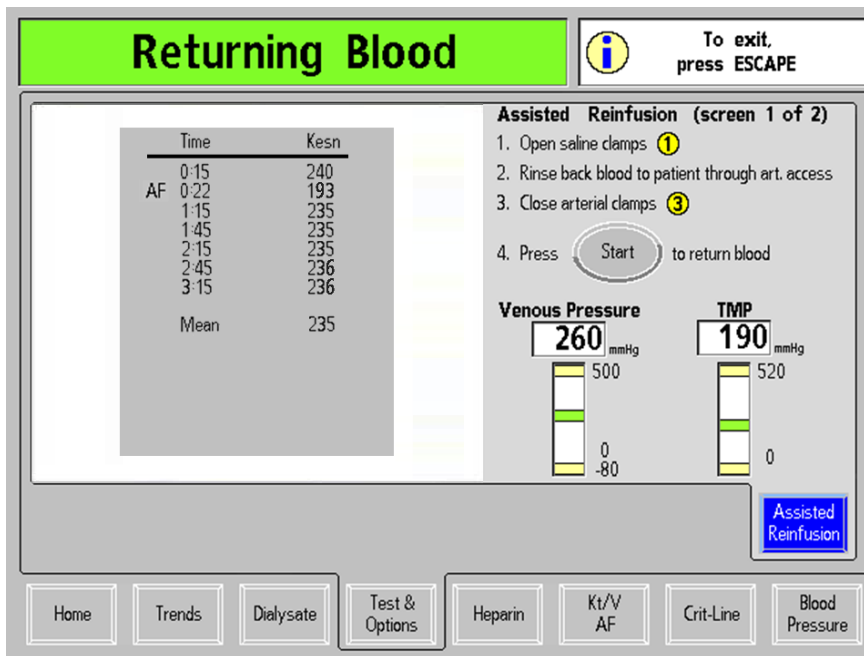 Returning Blood
To exit,
press ESCAPE
Time Kesn
0:15 240
AF 0:22 193
1:15 235
1:45 235
2:15 235
2:45 236
3:15 236
Mean 235
Assisted Reinfusion (screen 1 of 2)
1. Open saline clamps 1
2. Rinse back blood to patient through art. access
3. Close arterial clamps 3
4. Press Start to return blood
Venous Pressure
260 mmHg
500
0
-80
TMP
190 mmHg
520
0
Assisted
Reinfusion
Home
Trends
Dialysate
Test &
Options
Heparin
Kt/V
AF
Crit-Line
Blood
Pressure